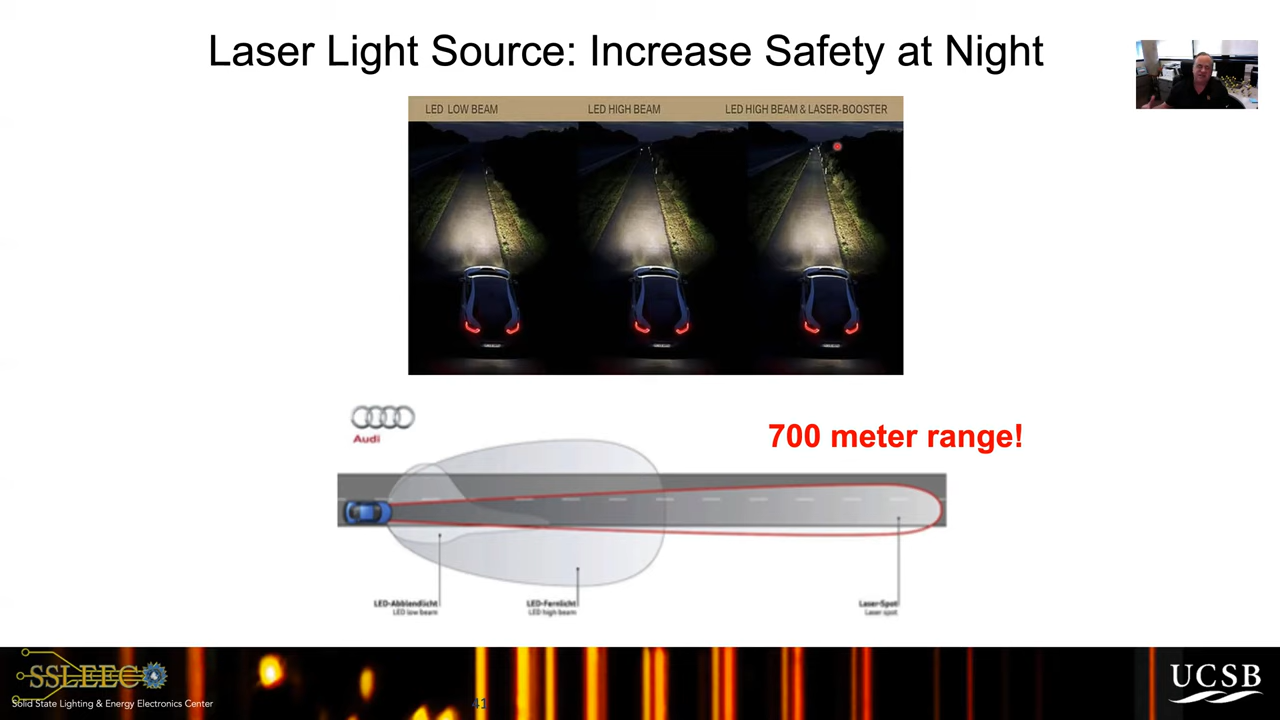 Laser Light Source: Increase Safety at Night
LED LOW BEAM
LED HIGH BEAM
LED HIGH BEAM & LASER-BOOSTER
Audi
700 meter range!
LED-Abblendlicht
LED low beam
LED-Fernlicht
LED high beam
Laser-Spot
Laser spot
SSLEEC
Solid State Lighting & Energy Electronics Center
41
UCSB